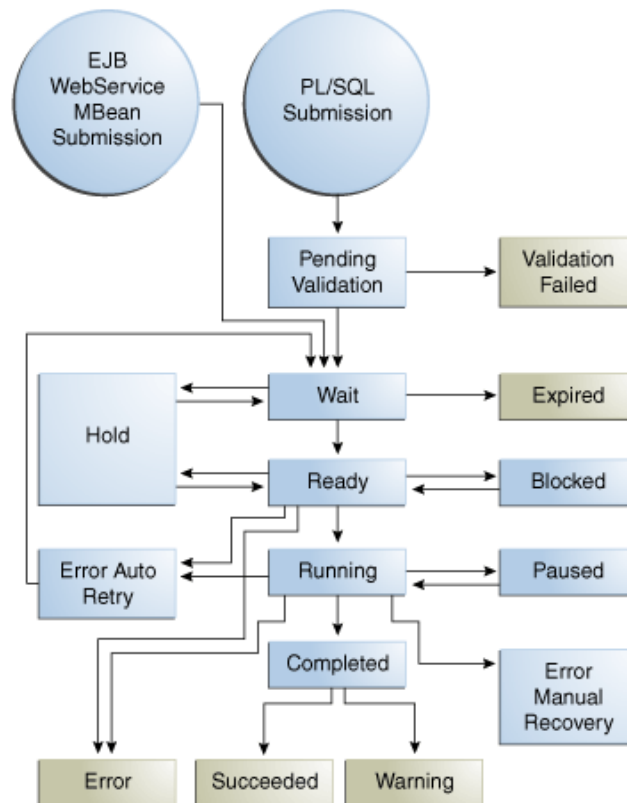 EJB
WebService
MBean
Submission
PL/SQL
Submission
Pending
Validation
Validation
Failed
Wait
Expired
Hold
Ready
Blocked
Error Auto
Retry
Running
Paused
Completed
Error
Manual
Recovery
Error
Succeeded
Warning